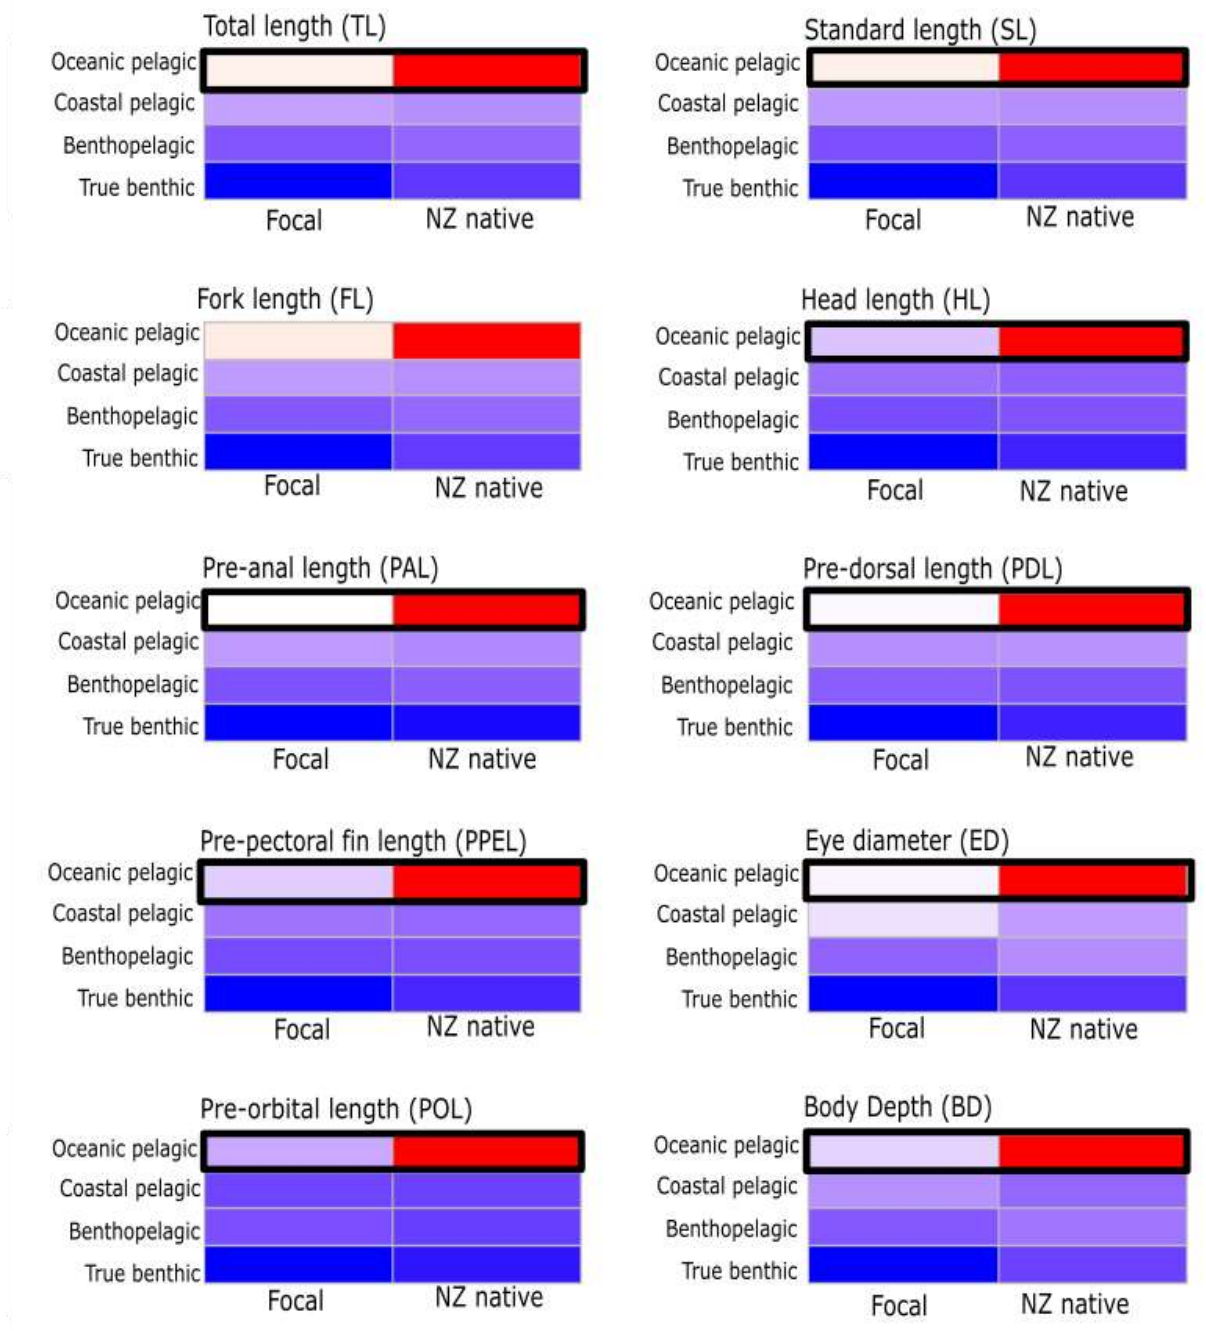 Total length (TL)
Oceanic pelagic
Coastal pelagic
Benthopelagic
True benthic
Focal NZ native
Standard length (SL)
Oceanic pelagic
Coastal pelagic
Benthopelagic
True benthic
Focal NZ native
Fork length (FL)
Oceanic pelagic
Coastal pelagic
Benthopelagic
True benthic
Focal NZ native
Head length (HL)
Oceanic pelagic
Coastal pelagic
Benthopelagic
True benthic
Focal NZ native
Pre-anal length (PAL)
Oceanic pelagic
Coastal pelagic
Benthopelagic
True benthic
Focal NZ native
Pre-dorsal length (PDL)
Oceanic pelagic
Coastal pelagic
Benthopelagic
True benthic
Focal NZ native
Pre-pectoral fin length (PPEL)
Oceanic pelagic
Coastal pelagic
Benthopelagic
True benthic
Focal NZ native
Eye diameter (ED)
Oceanic pelagic
Coastal pelagic
Benthopelagic
True benthic
Focal NZ native
Pre-orbital length (POL)
Oceanic pelagic
Coastal pelagic
Benthopelagic
True benthic
Focal NZ native
Body Depth (BD)
Oceanic pelagic
Coastal pelagic
Benthopelagic
True benthic
Focal NZ native